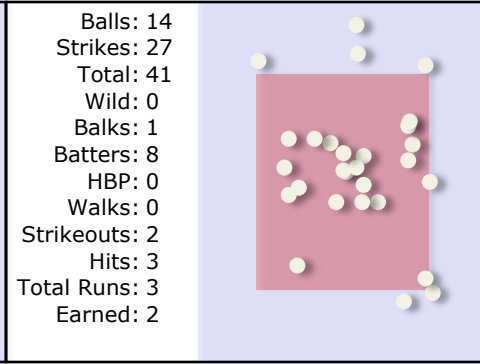 Balls: 14
Strikes: 27
Total: 41
Wild: 0
Balks: 1
Batters: 8
HBP: 0
Walks: 0
Strikeouts: 2
Hits: 3
Total Runs: 3
Earned: 2